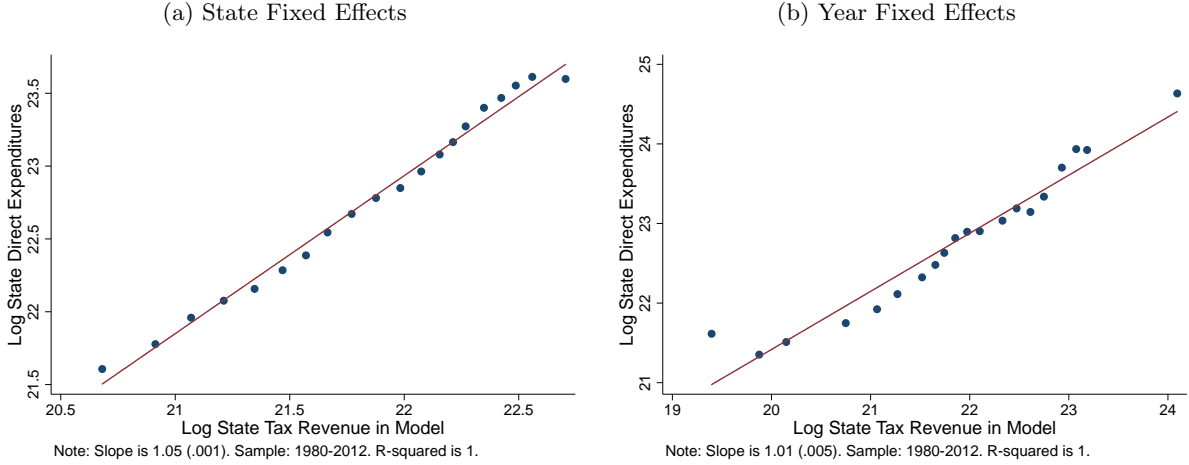 (a) State Fixed Effects
Log State Direct Expenditures
23.5
23
22.5
22
21.5
20.5 21 21.5 22 22.5
Log State Tax Revenue in Model
Note: Slope is 1.05 (.001). Sample: 1980-2012. R-squared is 1.
(b) Year Fixed Effects
Log State Direct Expenditures
25
24
23
22
21
19 20 21 22 23 24
Log State Tax Revenue in Model
Note: Slope is 1.01 (.005). Sample: 1980-2012. R-squared is 1.